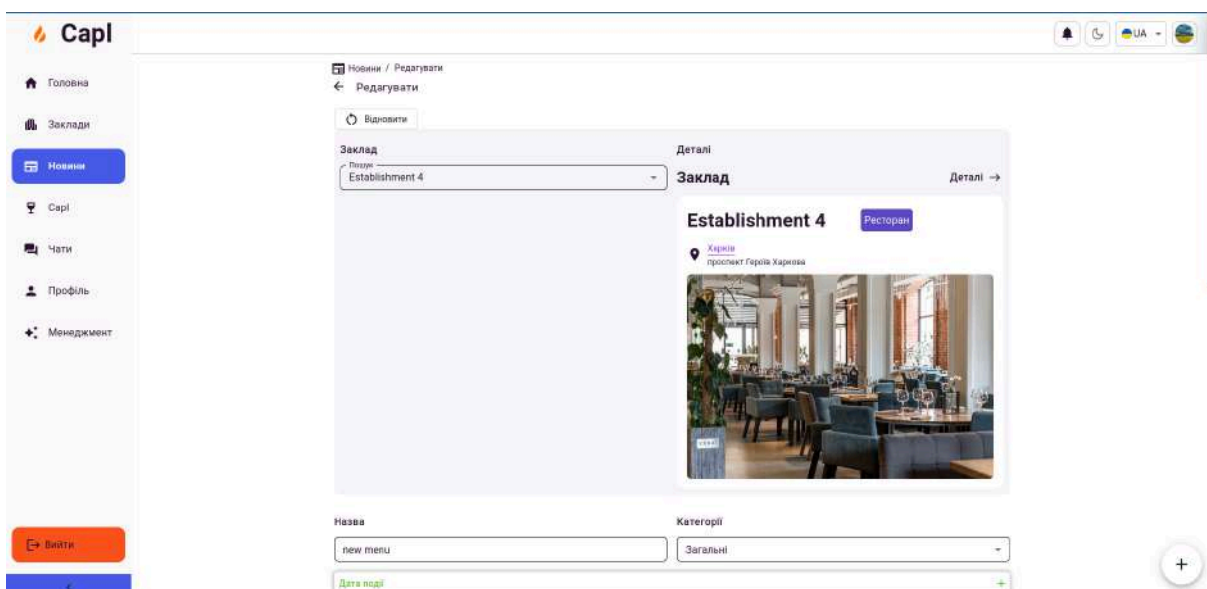 Capl
UA
Головна
Заклади
Новини
Capl
Чати
Профіль
Менеджмент
Вийти
Новини / Редагувати
Редагувати
Відновити
Заклад
Пошук
Establishment 4
Деталі
Заклад
Деталі →
Establishment 4
Ресторан
Харків
проспект Героїв Харкова
Назва
new menu
Категорії
Загальні
Дата події
+
+